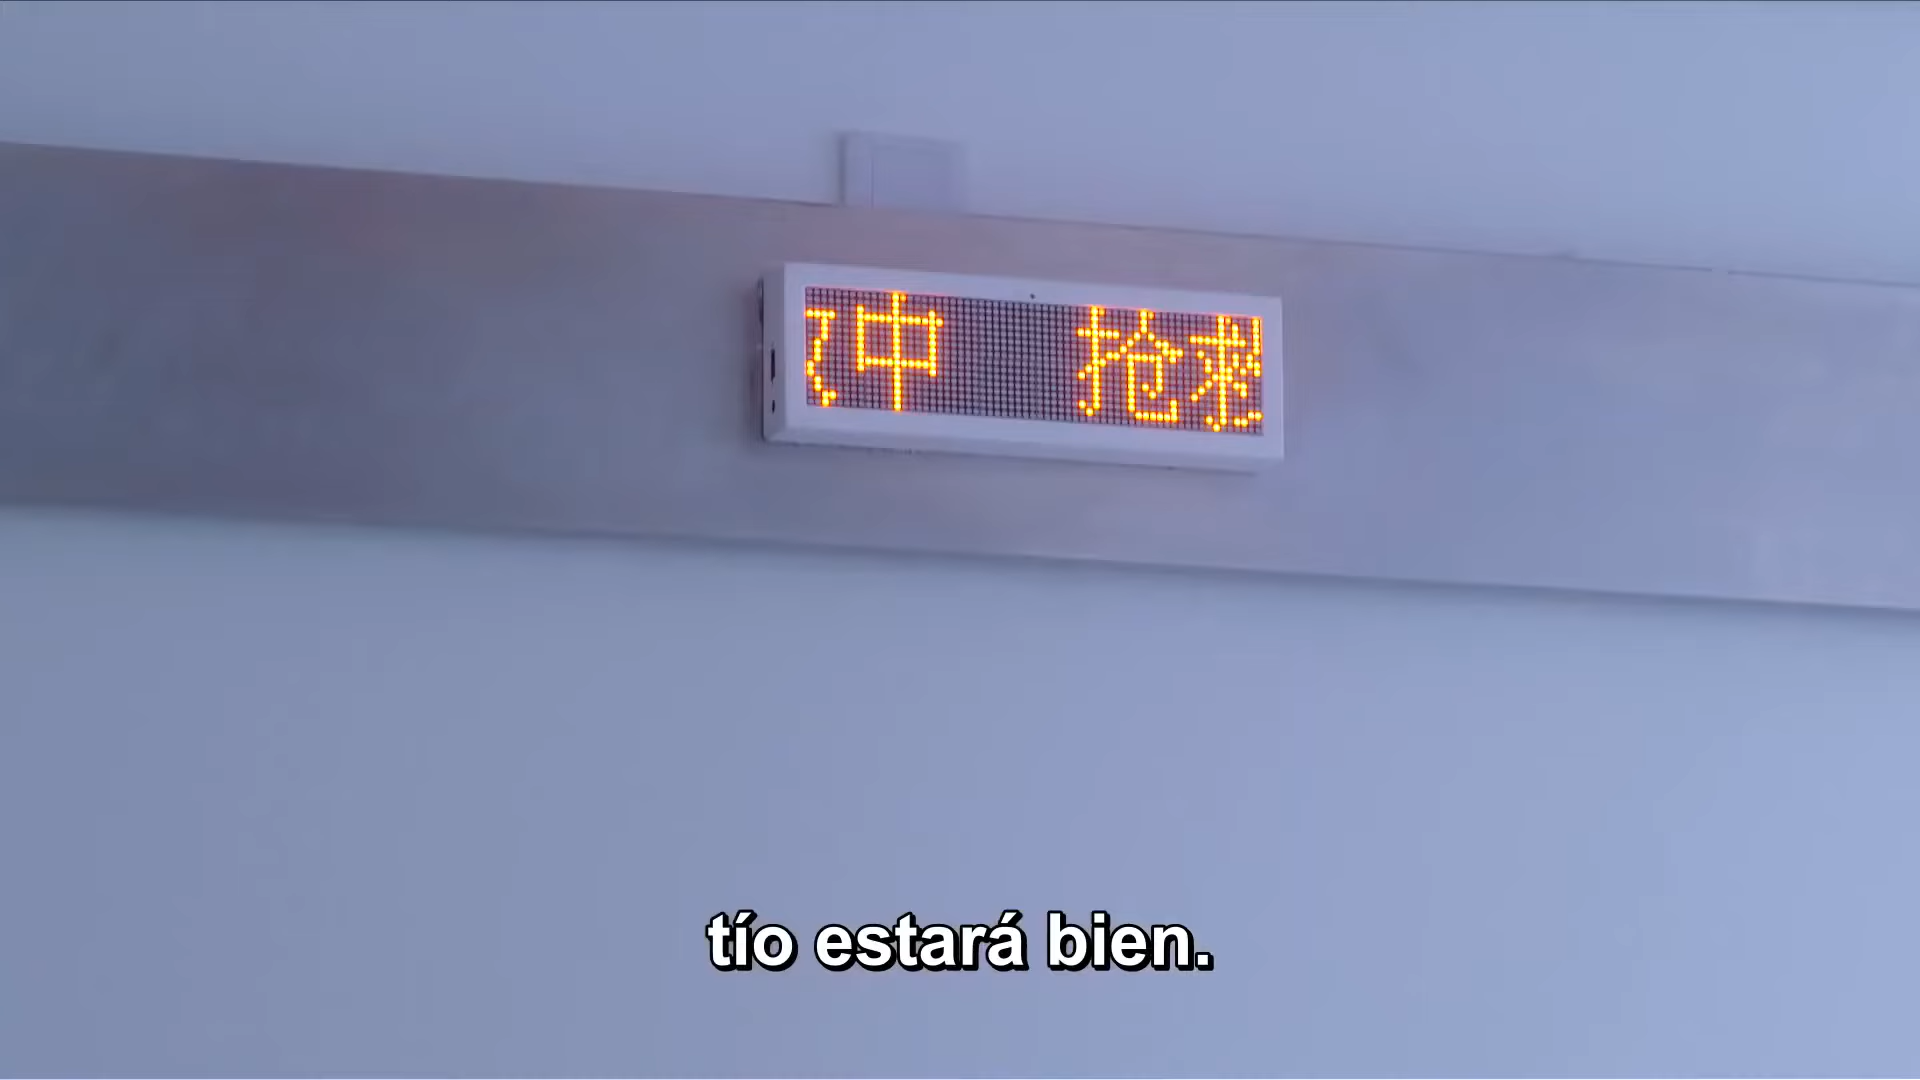 中 抢救
tío estará bien.